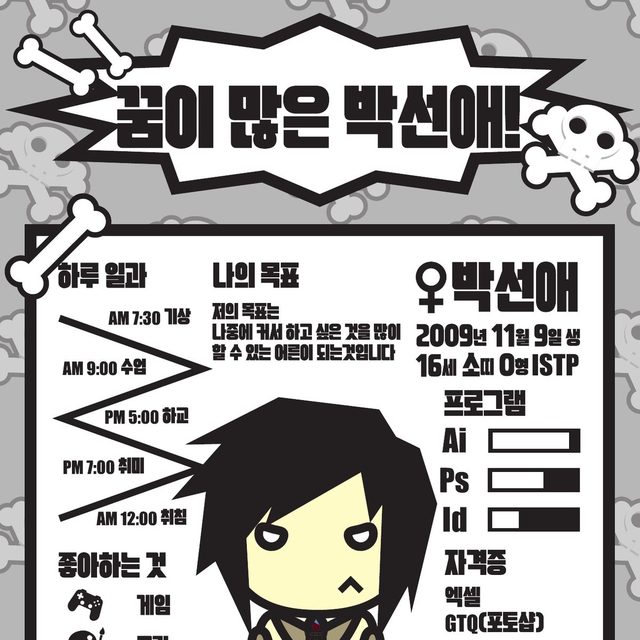 꿈이 많은 박선애!
하루 일과
AM 7:30 기상
AM 9:00 수업
PM 5:00 하교
PM 7:00 취미
AM 12:00 취침
나의 목표
저의 목표는
나중에 커서 하고 싶은 것을 많이
할 수 있는 어른이 되는것입니다
♀박선애
2009년 11월 9일 생
16세 소띠 O형 ISTP
프로그램
Ai
Ps
Id
자격증
엑셀
GTQ(포토샵)
좋아하는 것
게임